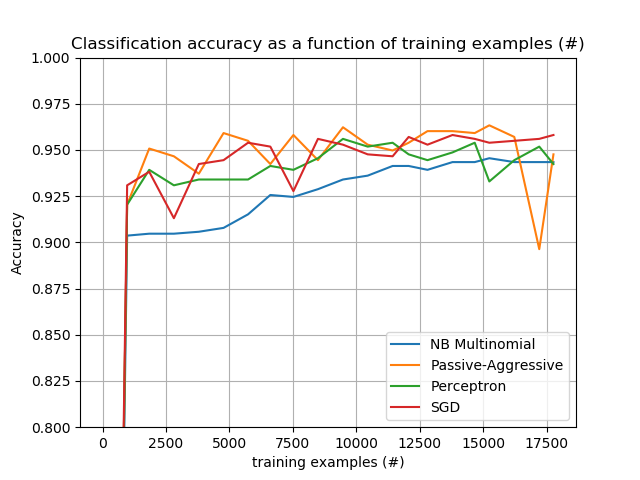 Classification accuracy as a function of training examples (#)
1.000
0.975
0.950
0.925
0.900
0.875
0.850
0.825
0.800
Accuracy
NB Multinomial
Passive-Aggressive
Perceptron
SGD
0 2500 5000 7500 10000 12500 15000 17500
training examples (#)